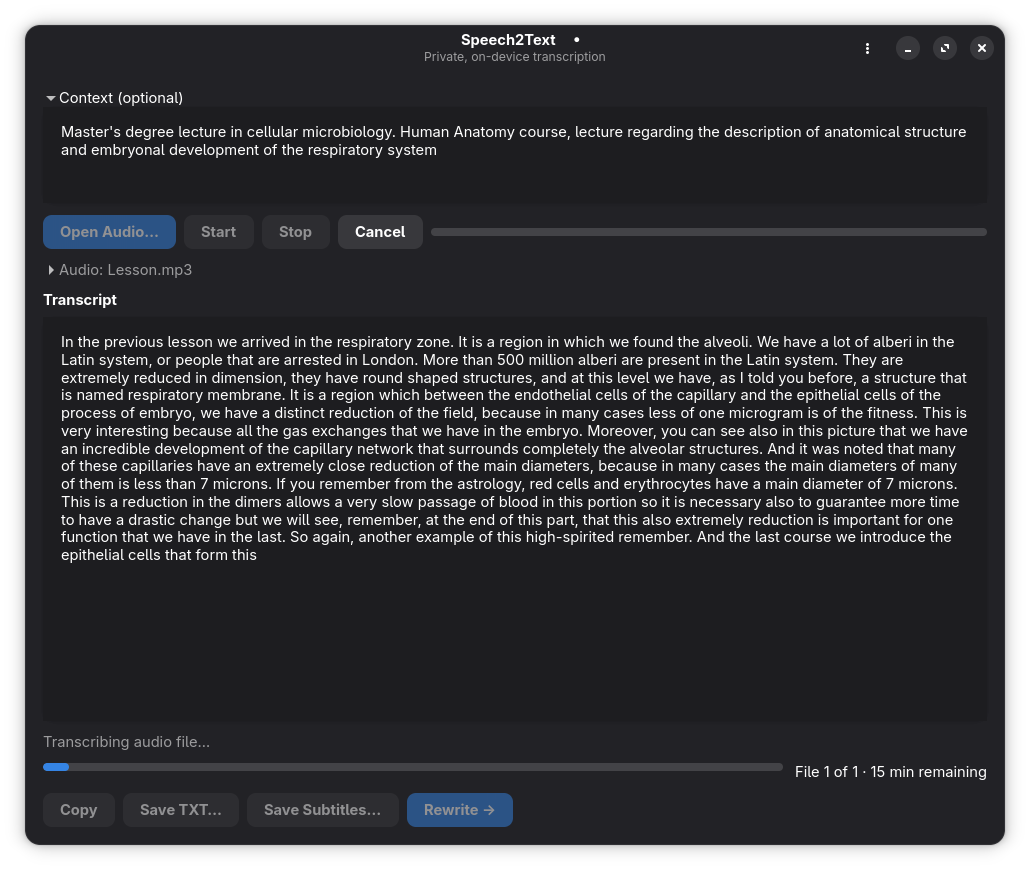 Speech2Text •
Private, on-device transcription
Context (optional)
Master's degree lecture in cellular microbiology. Human Anatomy course, lecture regarding the description of anatomical structure
and embryonal development of the respiratory system
Open Audio... Start Stop Cancel
Audio: Lesson.mp3
Transcript
In the previous lesson we arrived in the respiratory zone. It is a region in which we found the alveoli. We have a lot of alberi in the
Latin system, or people that are arrested in London. More than 500 million alberi are present in the Latin system. They are
extremely reduced in dimension, they have round shaped structures, and at this level we have, as I told you before, a structure that
is named respiratory membrane. It is a region which between the endothelial cells of the capillary and the epithelial cells of the
process of embryo, we have a distinct reduction of the field, because in many cases less of one microgram is of the fitness. This is
very interesting because all the gas exchanges that we have in the embryo. Moreover, you can see also in this picture that we have
an incredible development of the capillary network that surrounds completely the alveolar structures. And it was noted that many
of these capillaries have an extremely close reduction of the main diameters, because in many cases the main diameters of many
of them is less than 7 microns. If you remember from the astrology, red cells and erythrocytes have a main diameter of 7 microns.
This is a reduction in the dimers allows a very slow passage of blood in this portion so it is necessary also to guarantee more time
to have a drastic change but we will see, remember, at the end of this part, that this also extremely reduction is important for one
function that we have in the last. So again, another example of this high-spirited remember. And the last course we introduce the
epithelial cells that form this
Transcribing audio file...
File 1 of 1 · 15 min remaining
Copy Save TXT... Save Subtitles... Rewrite →